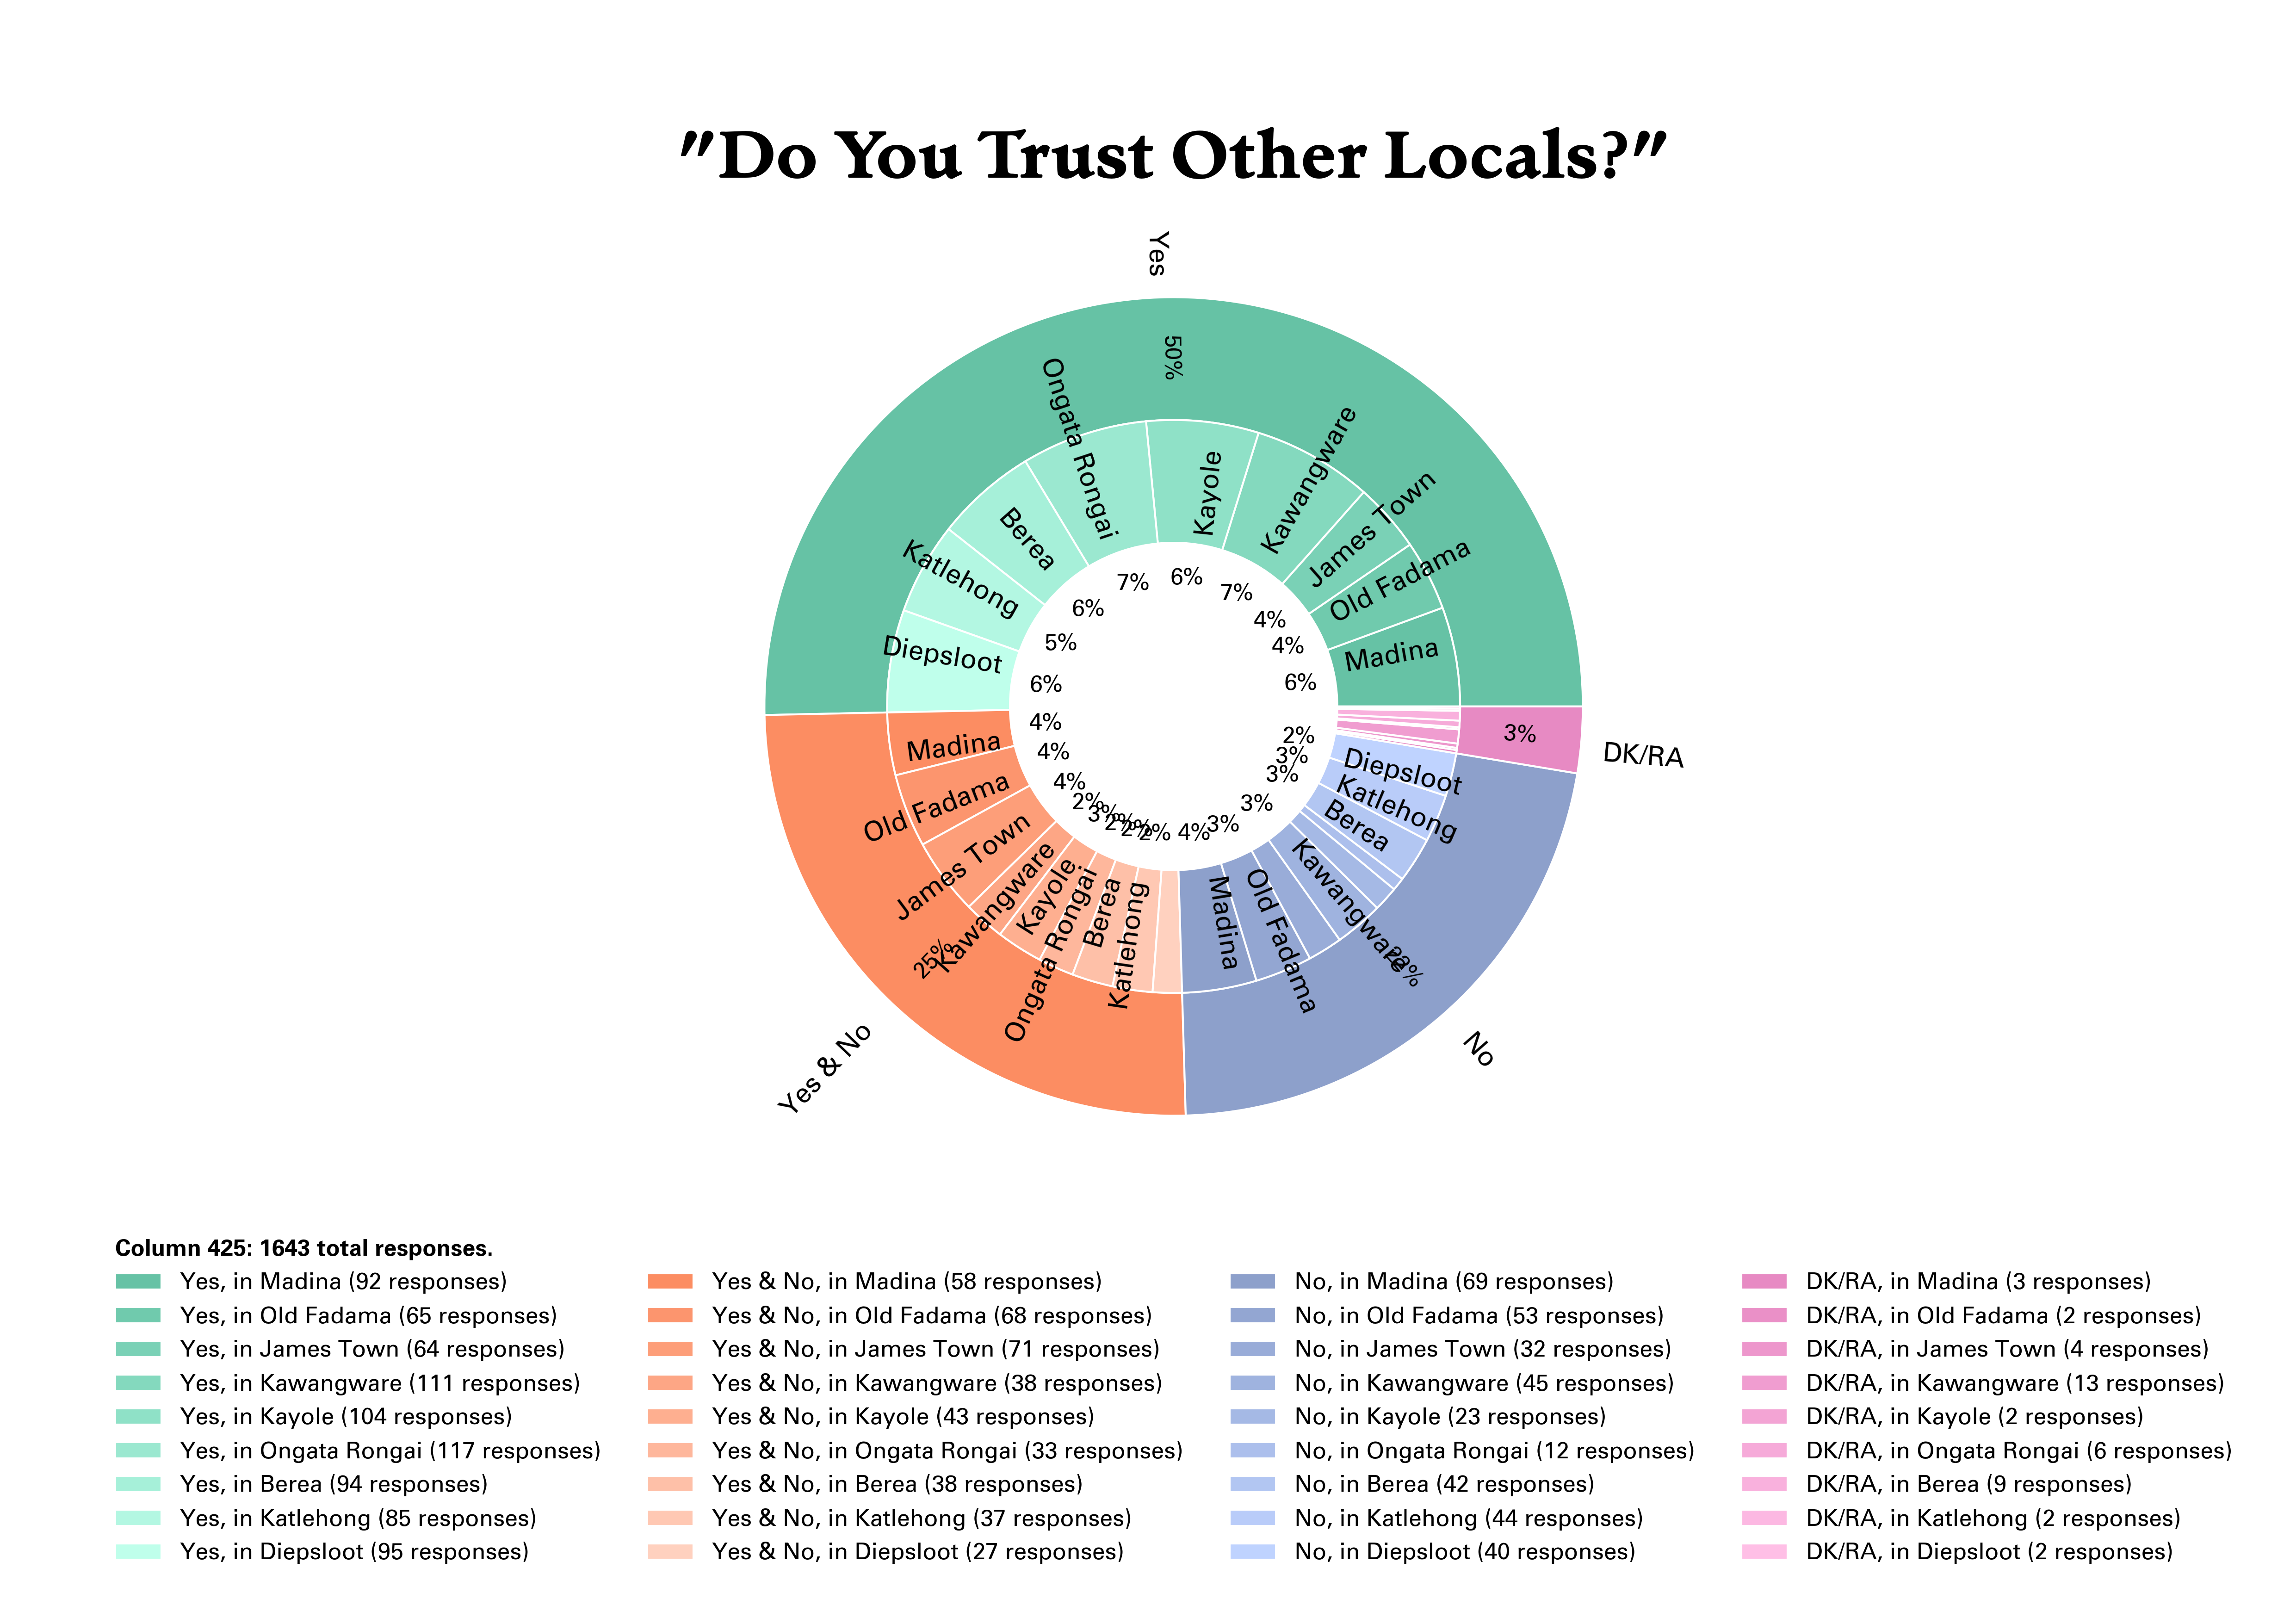 "Do You Trust Other Locals?"
Yes
50%
Ongata Rongai
Kayole
Kawangware
James Town
Old Fadama
Madina
Berea
Katlehong
Diepsloot
7%
6%
7%
4%
4%
6%
6%
5%
6%
4%
4%
4%
2%
3%
2%
2%
2%
4%
3%
3%
3%
3%
2%
3%
DK/RA
Madina
Old Fadama
James Town
Kawangware
Kayole
Ongata Rongai
Berea
Katlehong
25%
Yes & No
Madina
Old Fadama
Kawangware
Berea
Katlehong
Diepsloot
22%
No
Column 425: 1643 total responses.
Yes, in Madina (92 responses)
Yes, in Old Fadama (65 responses)
Yes, in James Town (64 responses)
Yes, in Kawangware (111 responses)
Yes, in Kayole (104 responses)
Yes, in Ongata Rongai (117 responses)
Yes, in Berea (94 responses)
Yes, in Katlehong (85 responses)
Yes, in Diepsloot (95 responses)
Yes & No, in Madina (58 responses)
Yes & No, in Old Fadama (68 responses)
Yes & No, in James Town (71 responses)
Yes & No, in Kawangware (38 responses)
Yes & No, in Kayole (43 responses)
Yes & No, in Ongata Rongai (33 responses)
Yes & No, in Berea (38 responses)
Yes & No, in Katlehong (37 responses)
Yes & No, in Diepsloot (27 responses)
No, in Madina (69 responses)
No, in Old Fadama (53 responses)
No, in James Town (32 responses)
No, in Kawangware (45 responses)
No, in Kayole (23 responses)
No, in Ongata Rongai (12 responses)
No, in Berea (42 responses)
No, in Katlehong (44 responses)
No, in Diepsloot (40 responses)
DK/RA, in Madina (3 responses)
DK/RA, in Old Fadama (2 responses)
DK/RA, in James Town (4 responses)
DK/RA, in Kawangware (13 responses)
DK/RA, in Kayole (2 responses)
DK/RA, in Ongata Rongai (6 responses)
DK/RA, in Berea (9 responses)
DK/RA, in Katlehong (2 responses)
DK/RA, in Diepsloot (2 responses)